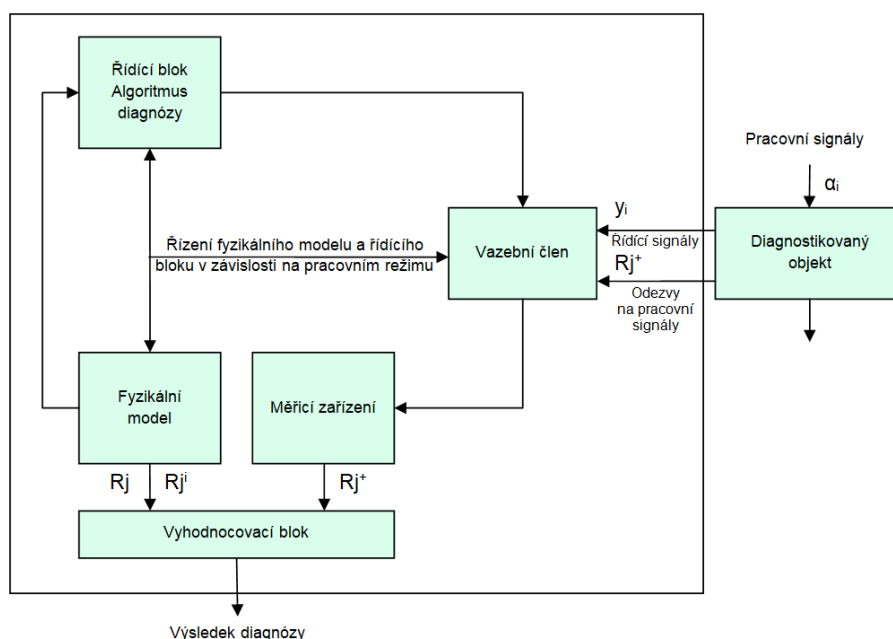 Řídící blok
Algoritmus
diagnózy
Pracovní signály
αi
yi
Řídící signály
Rj+
Odezvy
na pracovní
signály
Vazební člen
Diagnostikovaný
objekt
Řízení fyzikálního modelu a řídícího
bloku v závislosti na pracovním režimu
Fyzikální
model
Měřicí zařízení
Rj
Rji
Rj+
Vyhodnocovací blok
Výsledek diagnózy